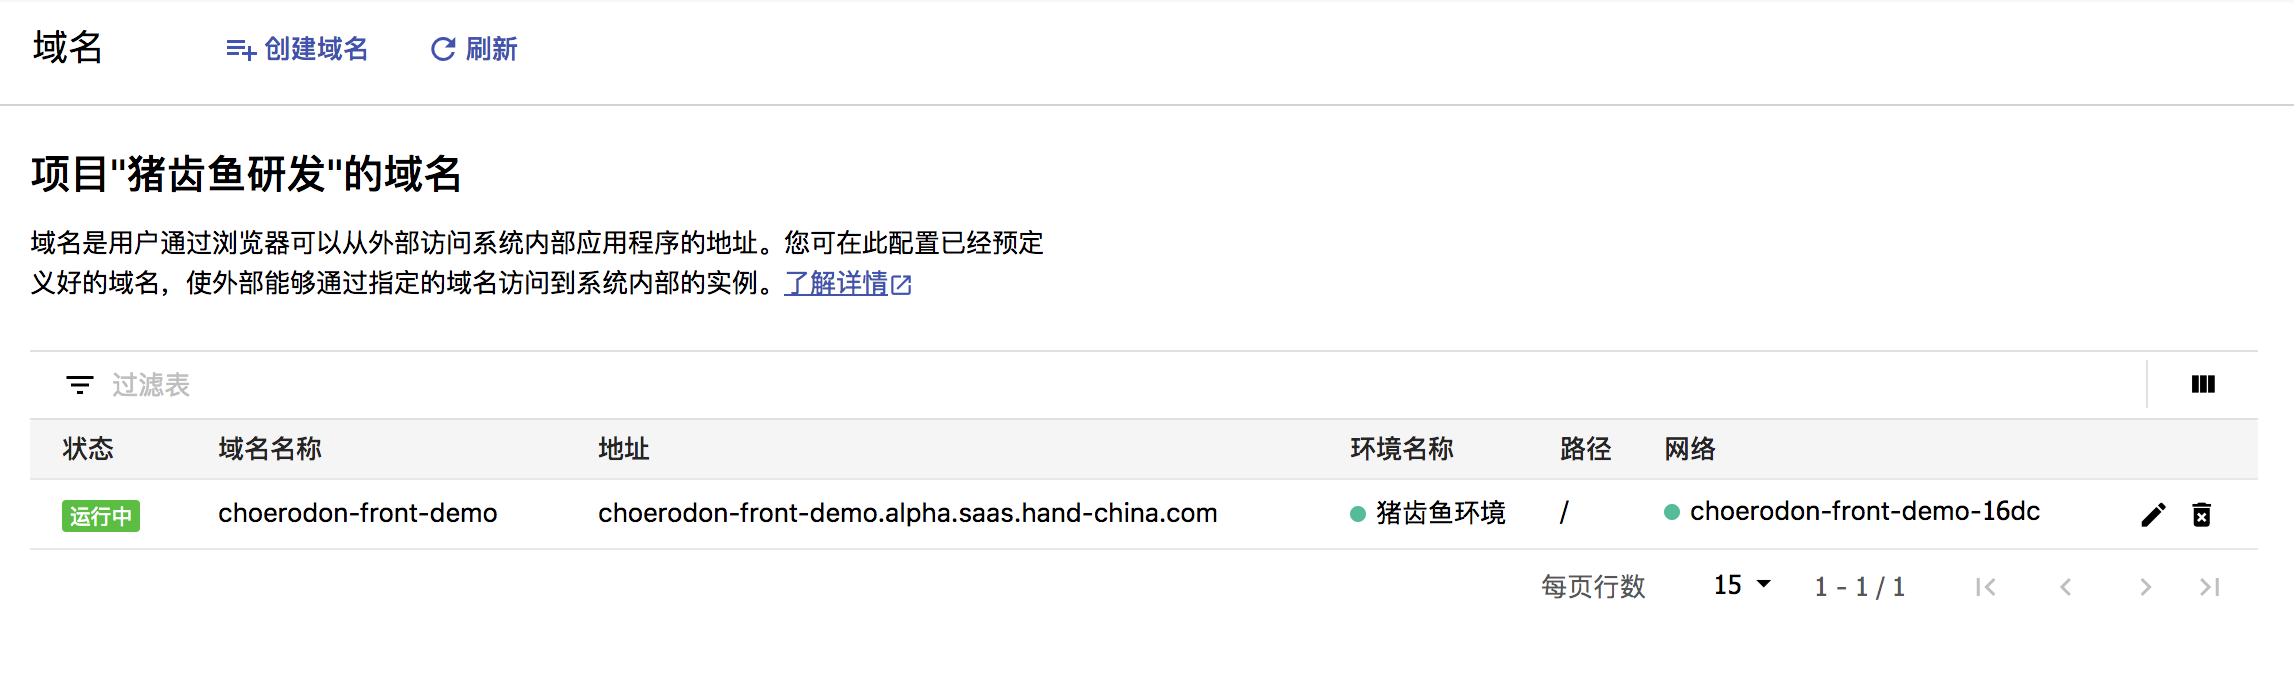 域名 创建域名 刷新
项目"猪齿鱼研发"的域名
域名是用户通过浏览器可以从外部访问系统内部应用程序的地址。您可在此配置已经预定
义好的域名，使外部能够通过指定的域名访问到系统内部的实例。了解详情
过滤表
状态 域名名称 地址 环境名称 路径 网络
运行中 choerodon-front-demo choerodon-front-demo.alpha.saas.hand-china.com 猪齿鱼环境 / choerodon-front-demo-16dc
每页行数 15 1 - 1 / 1